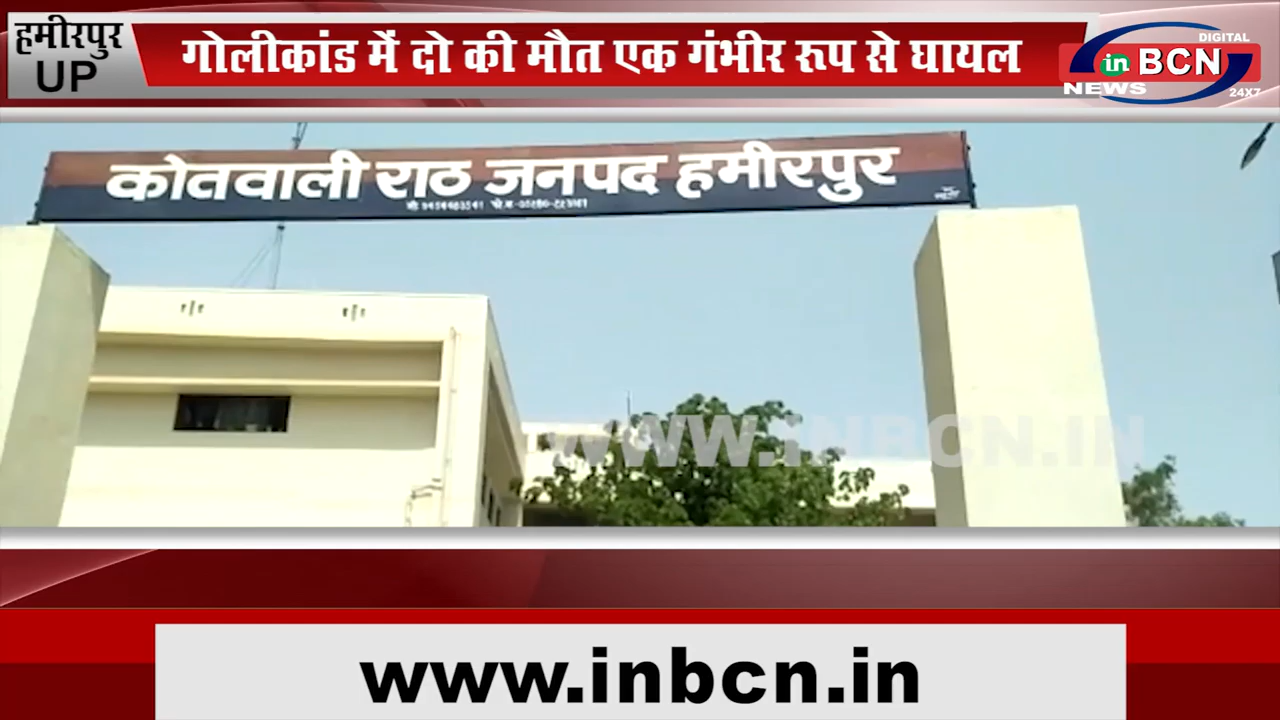 हमीरपुर
UP
गोलीकांड में दो की मौत एक गंभीर रूप से घायल
DIGITAL
in BCN
NEWS
24X7
कोतवाली राठ जनपद हमीरपुर
WWW.INBCN.IN
www.inbcn.in